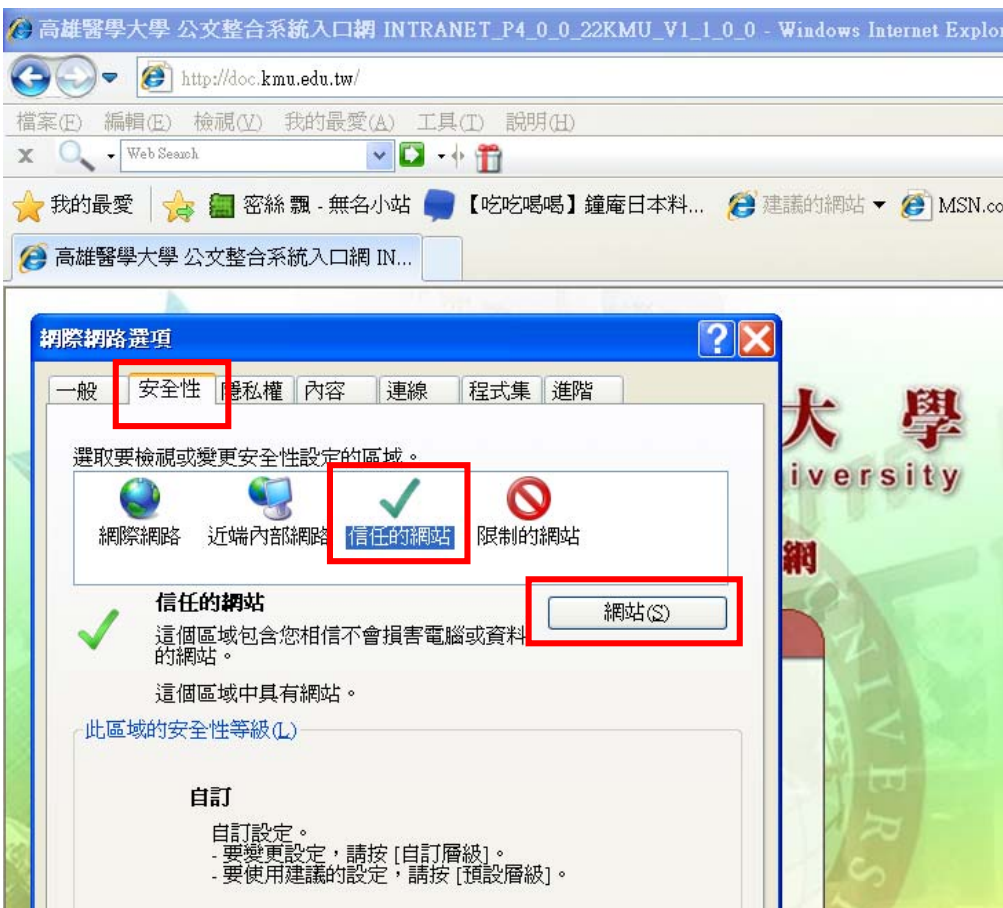 高雄醫學大學 公文整合系統入口網 INTRANET_P4_0_0_22KMU_V1_1_0_0 - Windows Internet Explor
http://doc.kmu.edu.tw/
檔案(F) 編輯(E) 檢視(V) 我的最愛(A) 工具(T) 說明(H)
X Web Search
我的最愛 密絲 飄 - 無名小站 【吃吃喝喝】鐘庵日本料... 建議的網站 MSN.co
高雄醫學大學 公文整合系統入口網 IN...
網際網路選項
一般 安全性 隱私權 內容 連線 程式集 進階
大 學
選取要檢視或變更安全性設定的區域。
iversity
網際網路 近端內部網路 信任的網站 限制的網站
網
信任的網站
網站(S)
這個區域包含您相信不會損害電腦或資料
的網站。
這個區域中具有網站。
此區域的安全性等級(L)
自訂
自訂設定。
- 要變更設定，請按 [自訂層級]。
- 要使用建議的設定，請按 [預設層級]。
UNIVERS